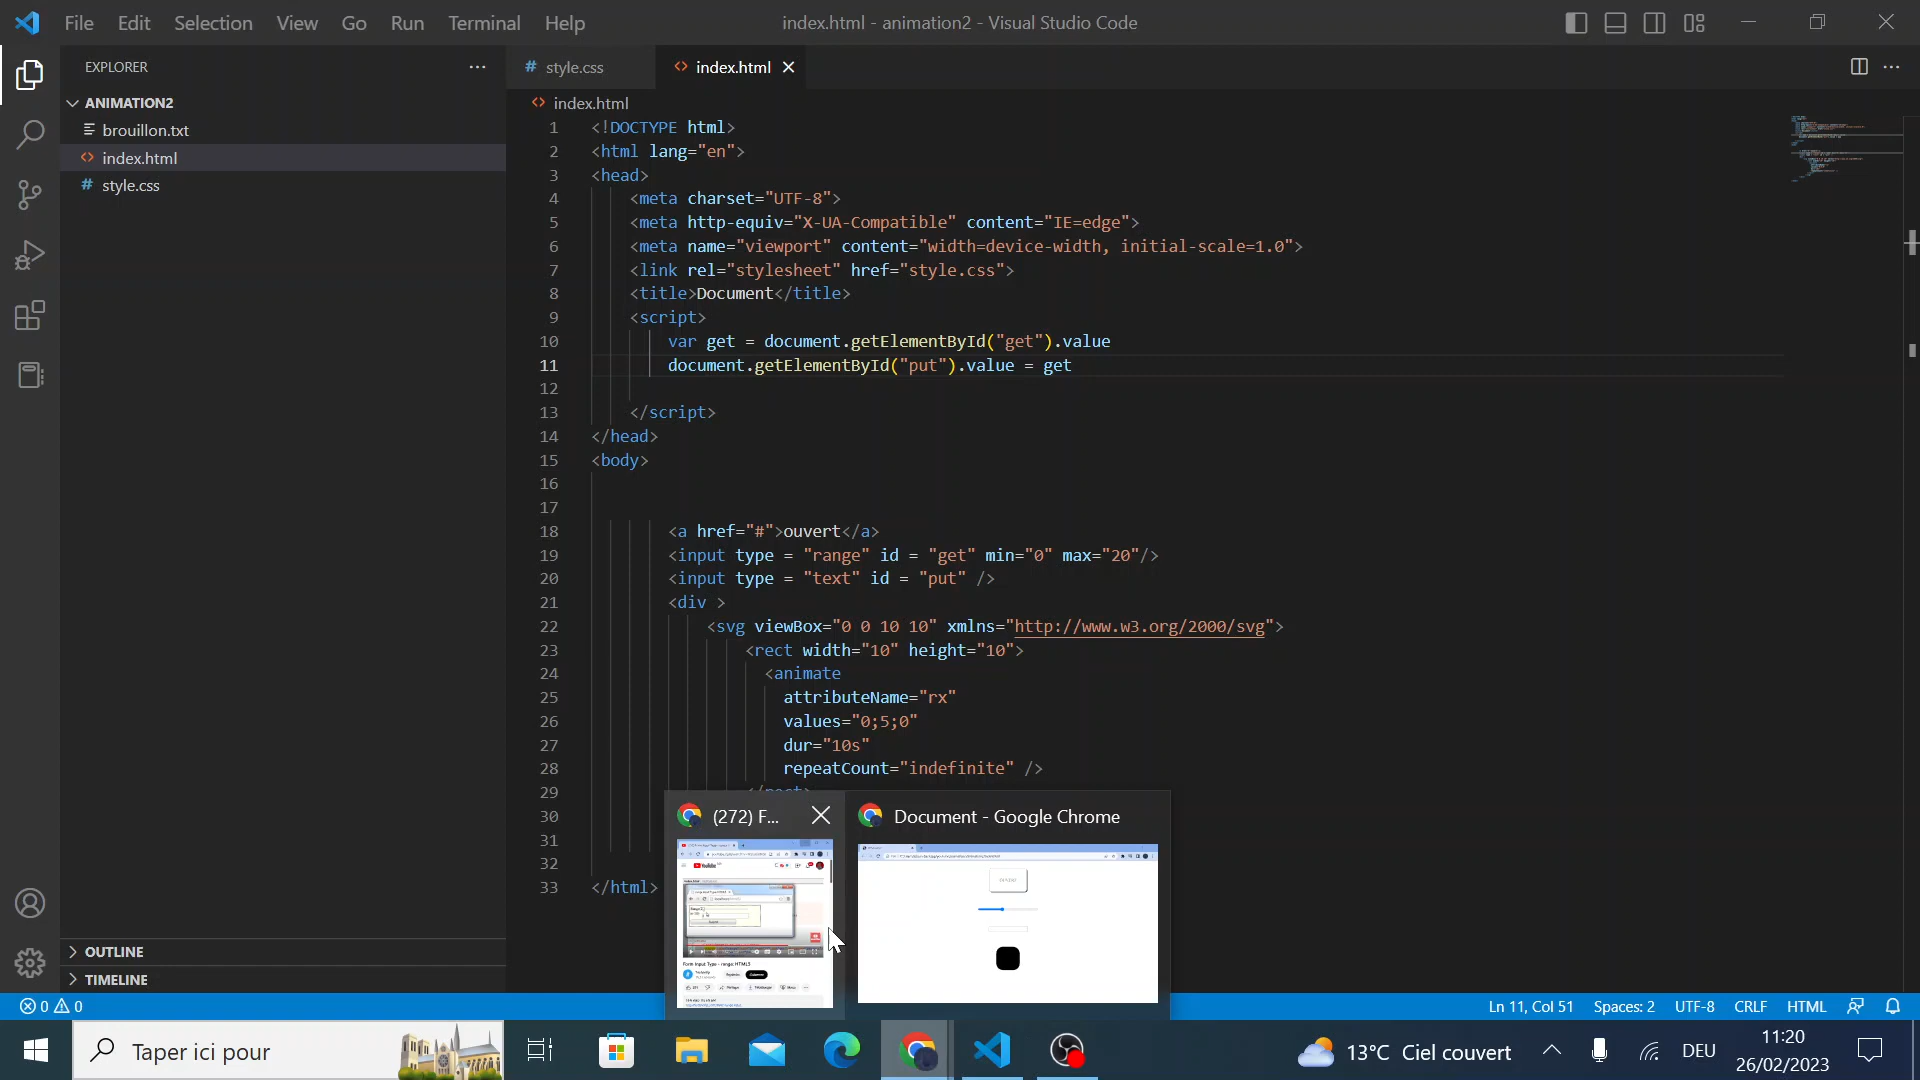 File Edit Selection View Go Run Terminal Help
index.html - animation2 - Visual Studio Code
EXPLORER
ANIMATION2
brouillon.txt
index.html
style.css
OUTLINE
TIMELINE
# style.css
<> index.html
<> index.html
1 <!DOCTYPE html>
2 <html lang="en">
3 <head>
4 <meta charset="UTF-8">
5 <meta http-equiv="X-UA-Compatible" content="IE=edge">
6 <meta name="viewport" content="width=device-width, initial-scale=1.0">
7 <link rel="stylesheet" href="style.css">
8 <title>Document</title>
9 <script>
10 var get = document.getElementById("get").value
11 document.getElementById("put").value = get
12
13 </script>
14 </head>
15 <body>
16
17
18 <a href="#">ouvert</a>
19 <input type = "range" id = "get" min="0" max="20"/>
20 <input type = "text" id = "put" />
21 <div >
22 <svg viewBox="0 0 10 10" xmlns="http://www.w3.org/2000/svg">
23 <rect width="10" height="10">
24 <animate
25 attributeName="rx"
26 values="0;5;0"
27 dur="10s"
28 repeatCount="indefinite" />
29
30
31
32
33 </html>
(272) F...
Document - Google Chrome
YouTube
Form Input Type - range: HTML5
0 0
Ln 11, Col 51 Spaces: 2 UTF-8 CRLF HTML
Taper ici pour
13°C Ciel couvert
DEU
11:20
26/02/2023